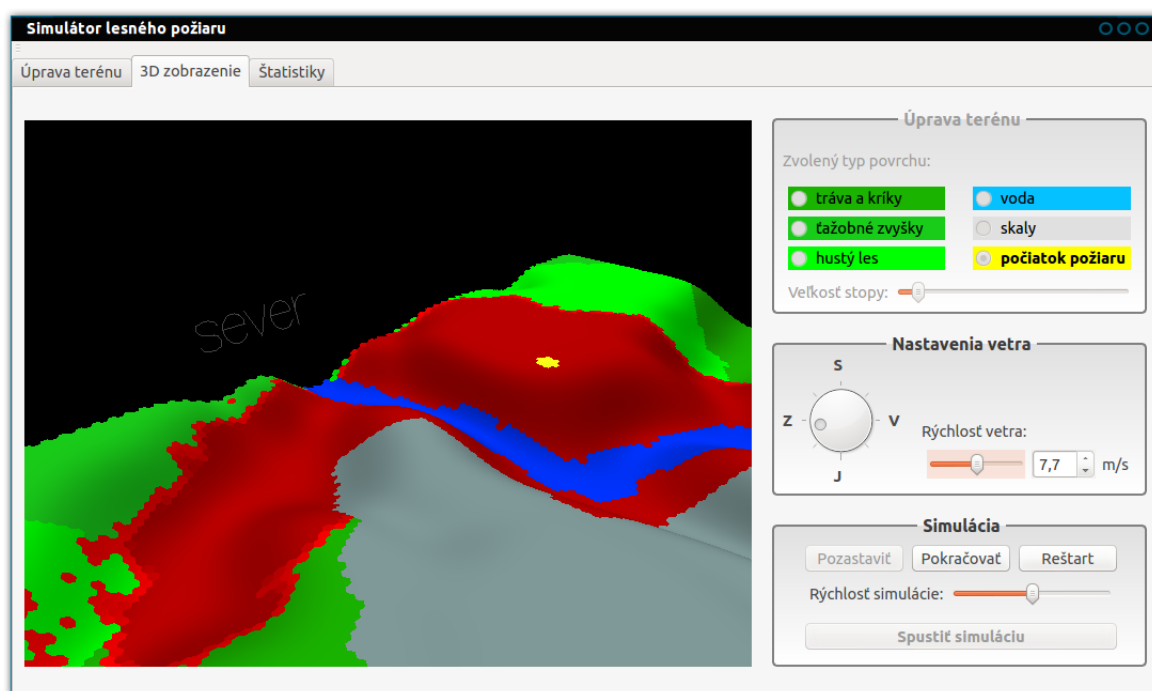 Simulátor lesného požiaru
Úprava terénu 3D zobrazenie Štatistiky
sever
Úprava terénu
Zvolený typ povrchu:
tráva a kríky voda
ťažobné zvyšky skaly
hustý les počiatok požiaru
Veľkosť stopy:
Nastavenia vetra
S
Z V
J
Rýchlosť vetra:
7,7 m/s
Simulácia
Pozastaviť Pokračovať Reštart
Rýchlosť simulácie:
Spustiť simuláciu